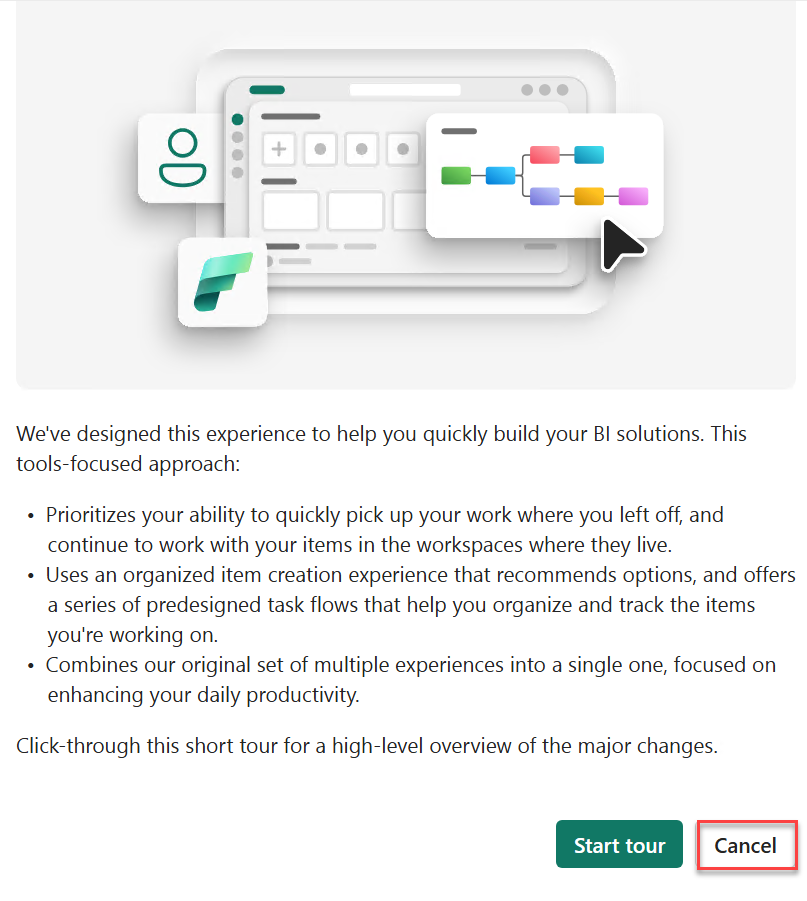 We've designed this experience to help you quickly build your BI solutions. This
tools-focused approach:
• Prioritizes your ability to quickly pick up your work where you left off, and
continue to work with your items in the workspaces where they live.
• Uses an organized item creation experience that recommends options, and offers
a series of predesigned task flows that help you organize and track the items
you're working on.
• Combines our original set of multiple experiences into a single one, focused on
enhancing your daily productivity.
Click-through this short tour for a high-level overview of the major changes.
Start tour Cancel